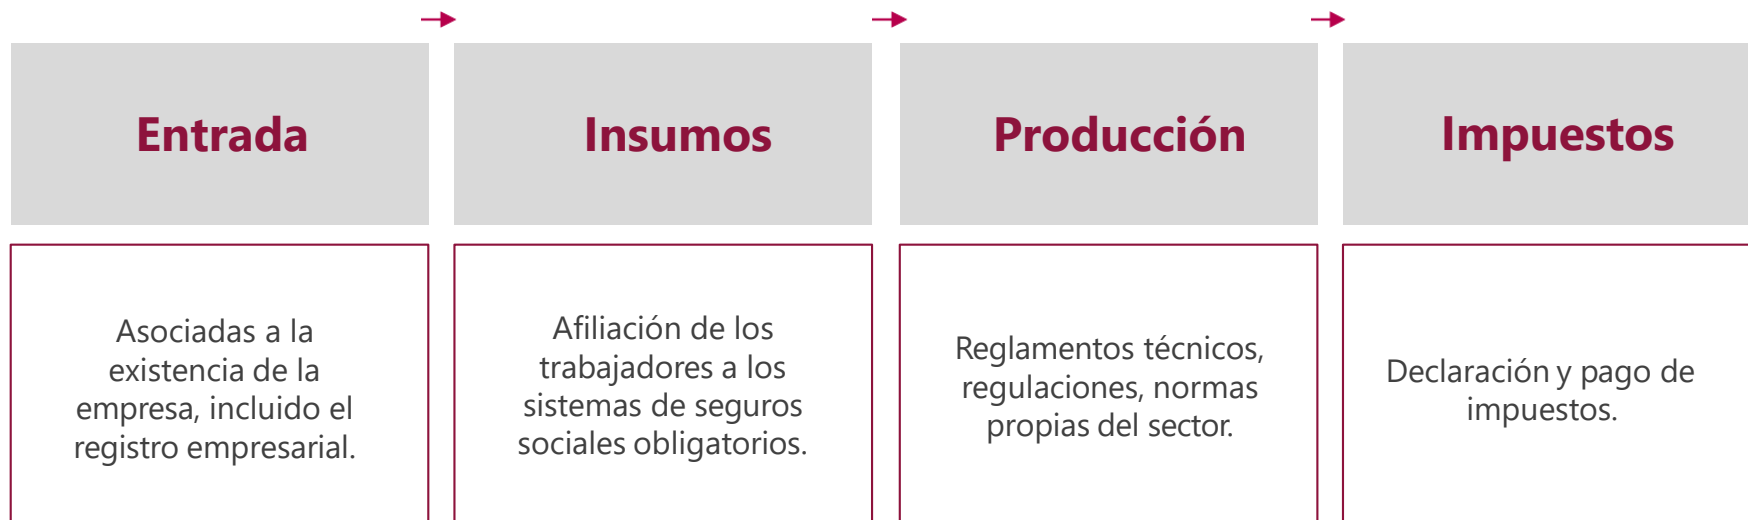 Entrada
Insumos
Producción
Impuestos
Asociadas a la
existencia de la
empresa, incluido el
registro empresarial.
Afiliación de los
trabajadores a los
sistemas de seguros
sociales obligatorios.
Reglamentos técnicos,
regulaciones, normas
propias del sector.
Declaración y pago de
impuestos.